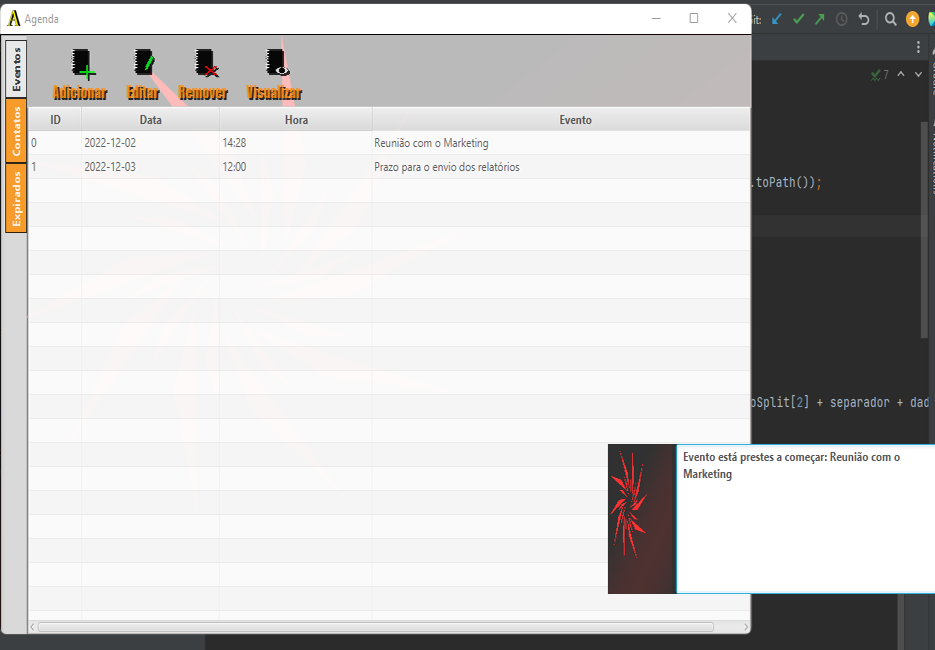 Agenda
Git:
Eventos
Contatos
Expirados
Adicionar Editar Remover Visualizar
ID Data Hora Evento
0 2022-12-02 14:28 Reunião com o Marketing
1 2022-12-03 12:00 Prazo para o envio dos relatórios
7
.toPath());
oSplit[2] + separador + dad
Evento está prestes a começar: Reunião com o
Marketing